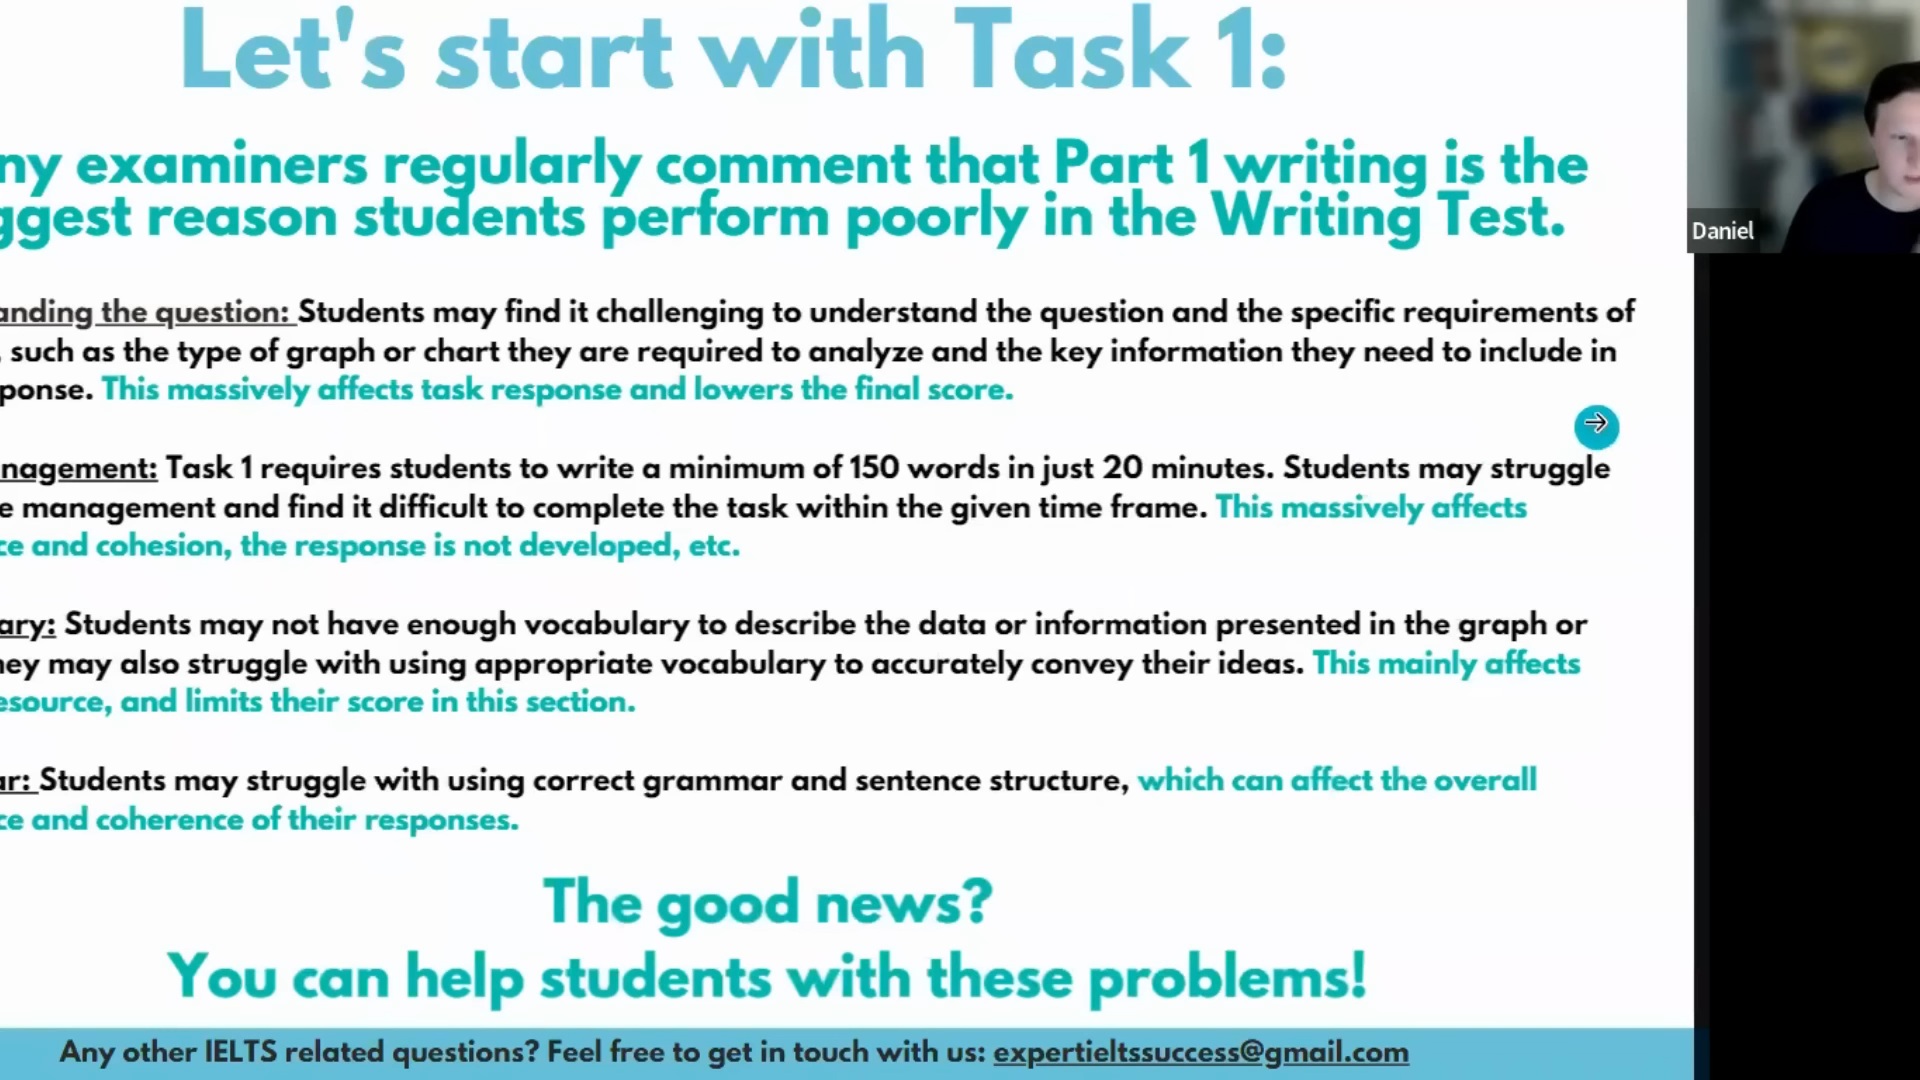 Let's start with Task 1:
ny examiners regularly comment that Part 1 writing is the
ggest reason students perform poorly in the Writing Test.
Daniel
anding the question: Students may find it challenging to understand the question and the specific requirements of
, such as the type of graph or chart they are required to analyze and the key information they need to include in
ponse. This massively affects task response and lowers the final score.
nagement: Task 1 requires students to write a minimum of 150 words in just 20 minutes. Students may struggle
e management and find it difficult to complete the task within the given time frame. This massively affects
ce and cohesion, the response is not developed, etc.
ary: Students may not have enough vocabulary to describe the data or information presented in the graph or
hey may also struggle with using appropriate vocabulary to accurately convey their ideas. This mainly affects
esource, and limits their score in this section.
ar: Students may struggle with using correct grammar and sentence structure, which can affect the overall
ce and coherence of their responses.
The good news?
You can help students with these problems!
Any other IELTS related questions? Feel free to get in touch with us: expertieltssuccess@gmail.com